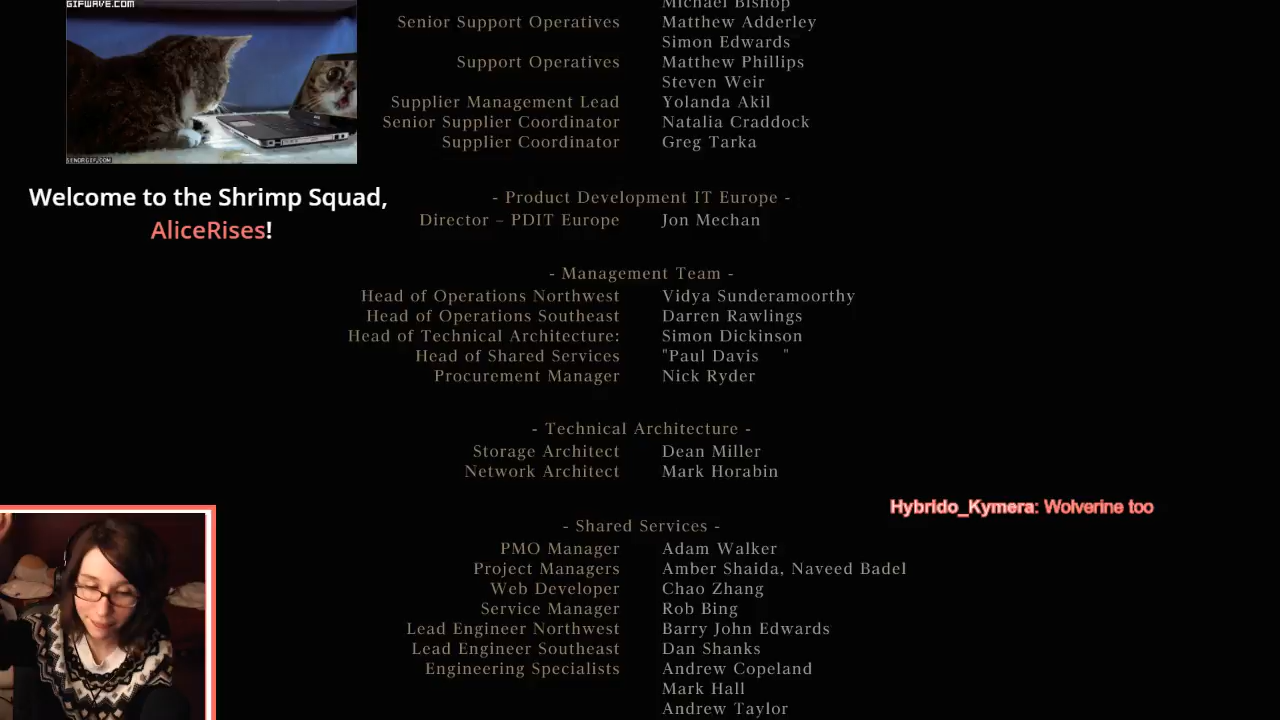 GIFWAVE.COM
SENORGIF.COM
Welcome to the Shrimp Squad,
AliceRises!
Michael Bishop
Senior Support Operatives Matthew Adderley
Simon Edwards
Support Operatives Matthew Phillips
Steven Weir
Supplier Management Lead Yolanda Akil
Senior Supplier Coordinator Natalia Craddock
Supplier Coordinator Greg Tarka
- Product Development IT Europe -
Director – PDIT Europe Jon Mechan
- Management Team -
Head of Operations Northwest Vidya Sunderamoorthy
Head of Operations Southeast Darren Rawlings
Head of Technical Architecture: Simon Dickinson
Head of Shared Services "Paul Davis "
Procurement Manager Nick Ryder
- Technical Architecture -
Storage Architect Dean Miller
Network Architect Mark Horabin
Hybrido_Kymera: Wolverine too
- Shared Services -
PMO Manager Adam Walker
Project Managers Amber Shaida, Naveed Badel
Web Developer Chao Zhang
Service Manager Rob Bing
Lead Engineer Northwest Barry John Edwards
Lead Engineer Southeast Dan Shanks
Engineering Specialists Andrew Copeland
Mark Hall
Andrew Taylor